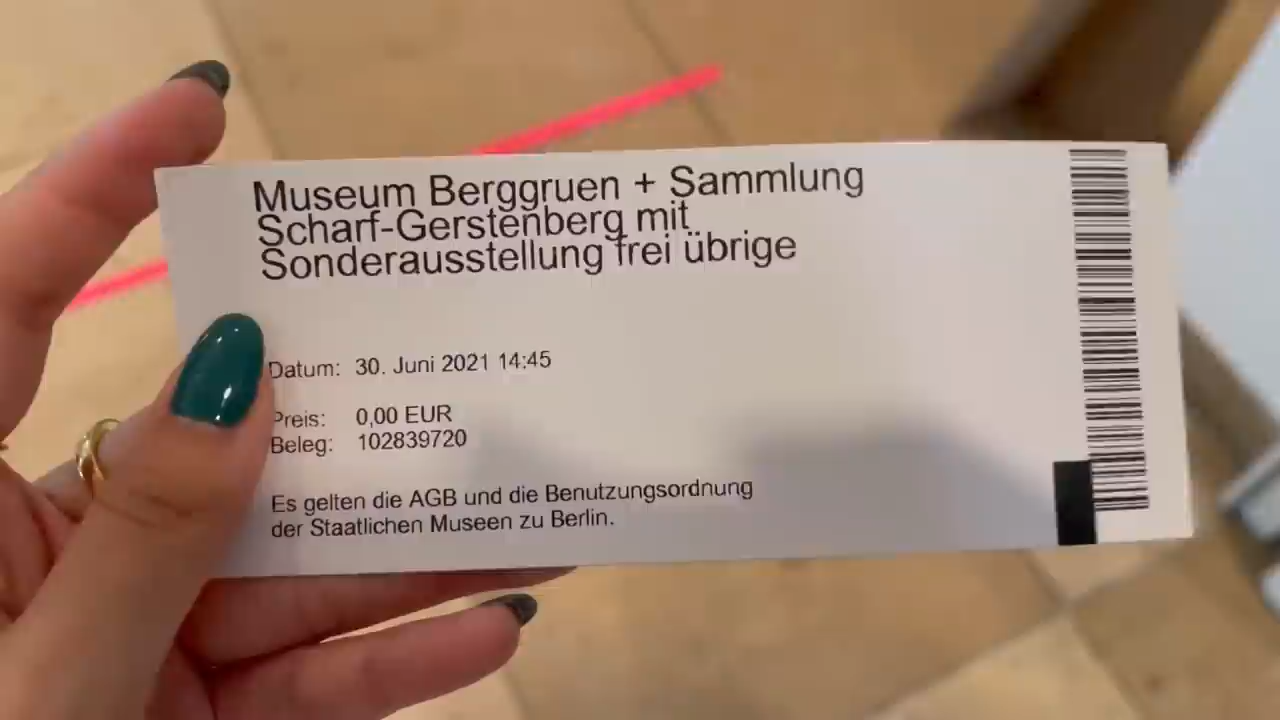 Museum Berggruen + Sammlung
Scharf-Gerstenberg mit
Sonderausstellung frei übrige
Datum: 30. Juni 2021 14:45
Preis: 0,00 EUR
Beleg: 102839720
Es gelten die AGB und die Benutzungsordnung
der Staatlichen Museen zu Berlin.